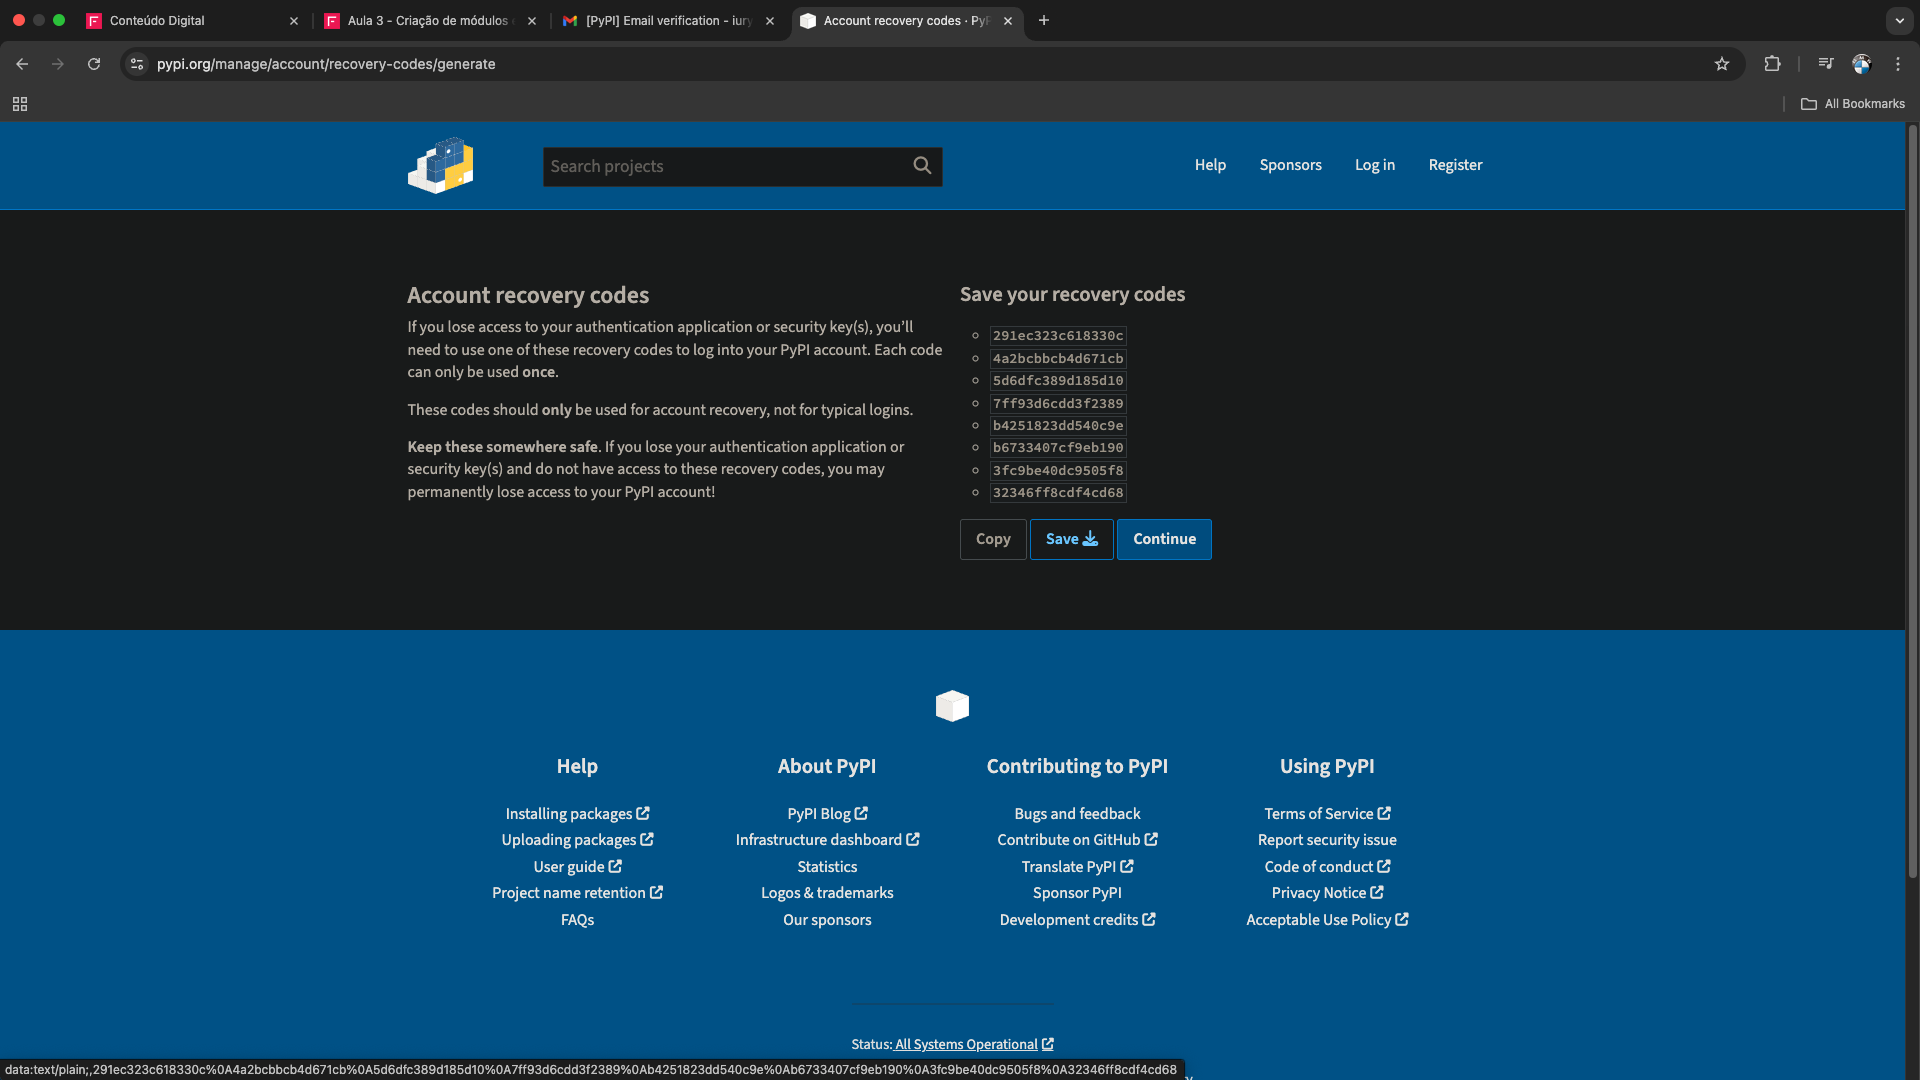 Conteúdo Digital
Aula 3 - Criação de módulos
[PyPI] Email verification - iury
Account recovery codes · PyP
pypi.org/manage/account/recovery-codes/generate
All Bookmarks
Search projects
Help
Sponsors
Log in
Register
Account recovery codes
If you lose access to your authentication application or security key(s), you’ll
need to use one of these recovery codes to log into your PyPI account. Each code
can only be used once.
These codes should only be used for account recovery, not for typical logins.
Keep these somewhere safe. If you lose your authentication application or
security key(s) and do not have access to these recovery codes, you may
permanently lose access to your PyPI account!
Save your recovery codes
291ec323c618330c
4a2bcbbcb4d671cb
5d6dfc389d185d10
7ff93d6cdd3f2389
b4251823dd540c9e
b6733407cf9eb190
3fc9be40dc9505f8
32346ff8cdf4cd68
Copy
Save
Continue
Help
Installing packages
Uploading packages
User guide
Project name retention
FAQs
About PyPI
PyPI Blog
Infrastructure dashboard
Statistics
Logos & trademarks
Our sponsors
Contributing to PyPI
Bugs and feedback
Contribute on GitHub
Translate PyPI
Sponsor PyPI
Development credits
Using PyPI
Terms of Service
Report security issue
Code of conduct
Privacy Notice
Acceptable Use Policy
Status: All Systems Operational
data:text/plain;,291ec323c618330c%0A4a2bcbbcb4d671cb%0A5d6dfc389d185d10%0A7ff93d6cdd3f2389%0Ab4251823dd540c9e%0Ab6733407cf9eb190%0A3fc9be40dc9505f8%0A32346ff8cdf4cd68